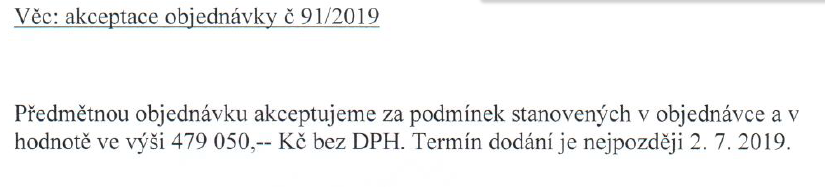 Věc: akceptace objednávky č 91/2019
Předmětnou objednávku akceptujeme za podmínek stanovených v objednávce a v
hodnotě ve výši 479 050,-- Kč bez DPH. Termín dodání je nejpozději 2. 7. 2019.